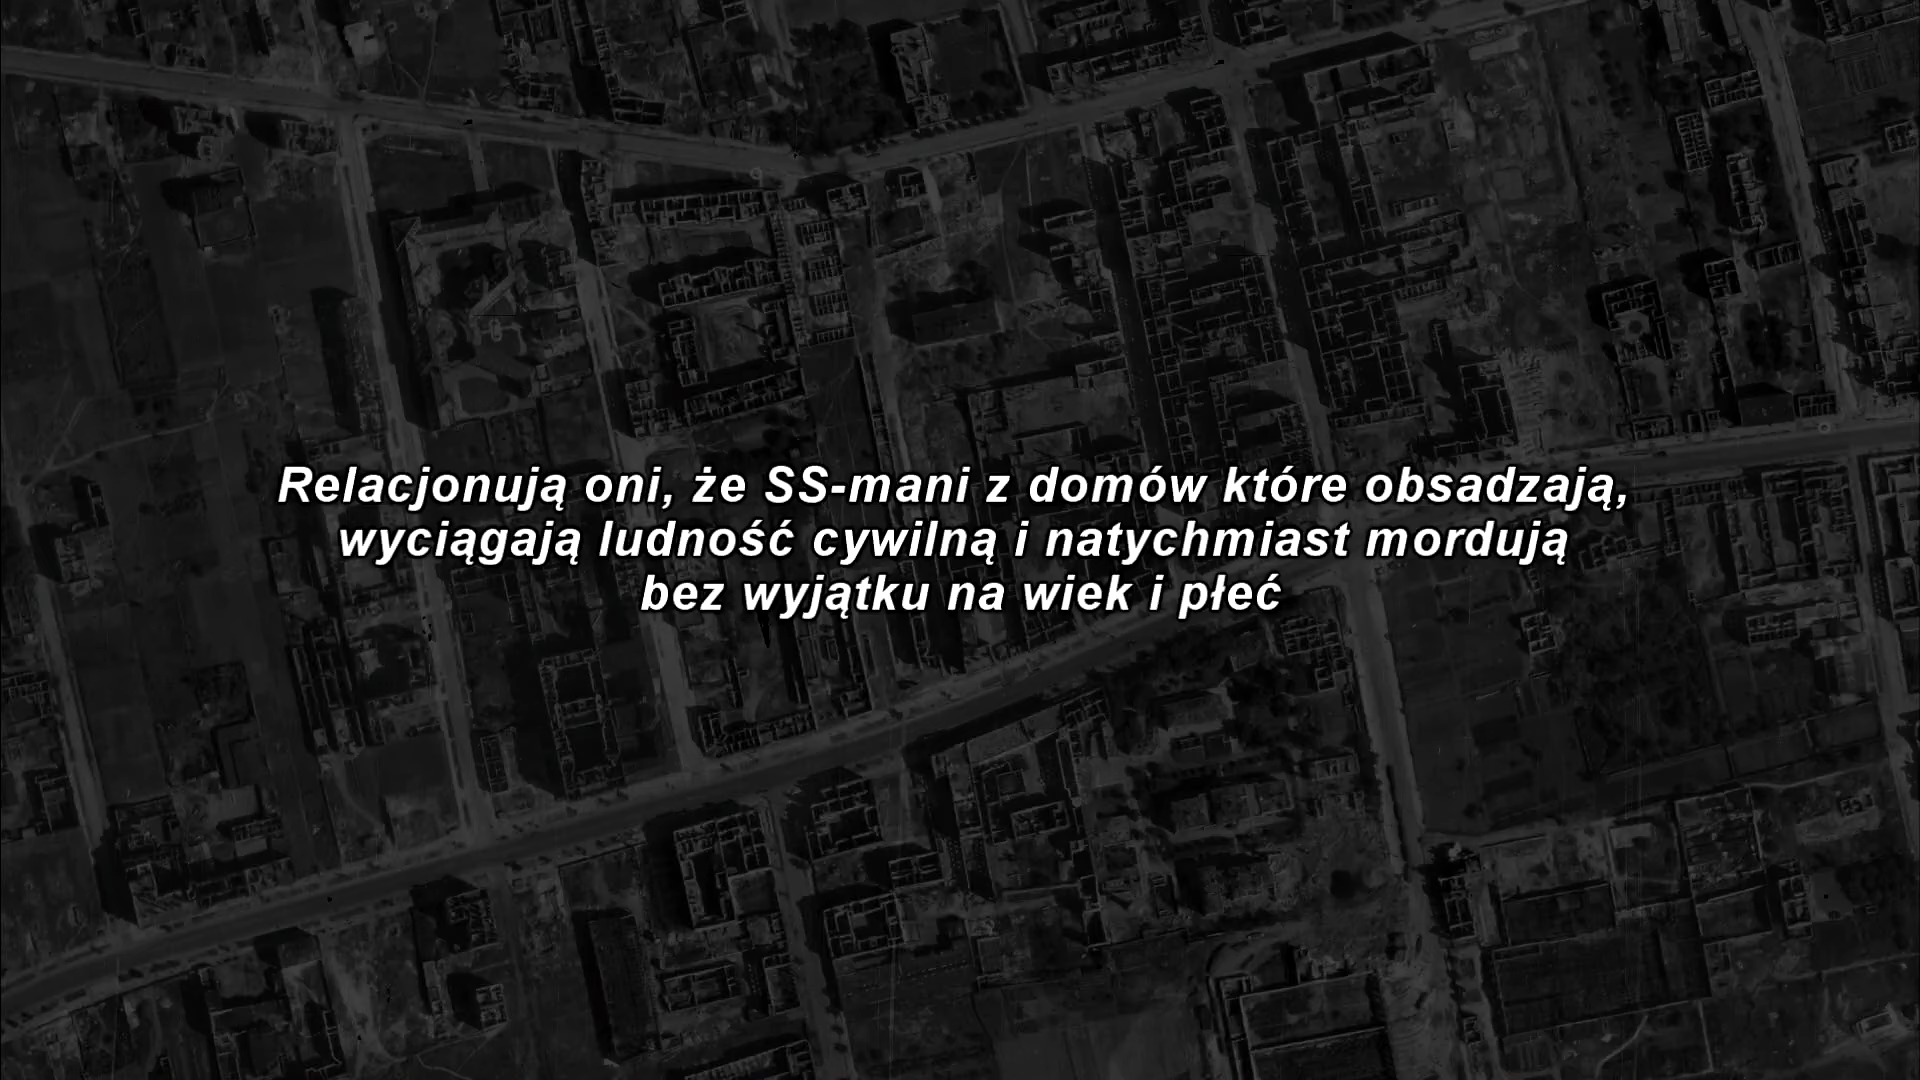 Relacjonują oni, że SS-mani z domów które obsadzają,
wyciągają ludność cywilną i natychmiast mordują
bez wyjątku na wiek i płeć